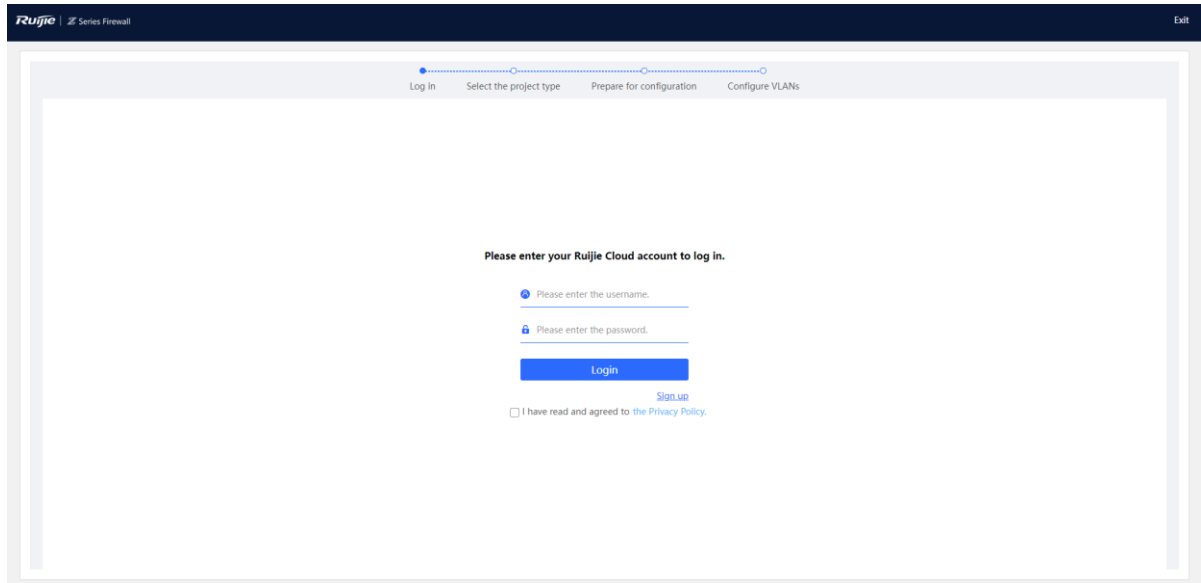 Ruijie | Z Series Firewall Exit
Log in Select the project type Prepare for configuration Configure VLANs
Please enter your Ruijie Cloud account to log in.
Please enter the username.
Please enter the password.
Login
Sign up
I have read and agreed to the Privacy Policy.